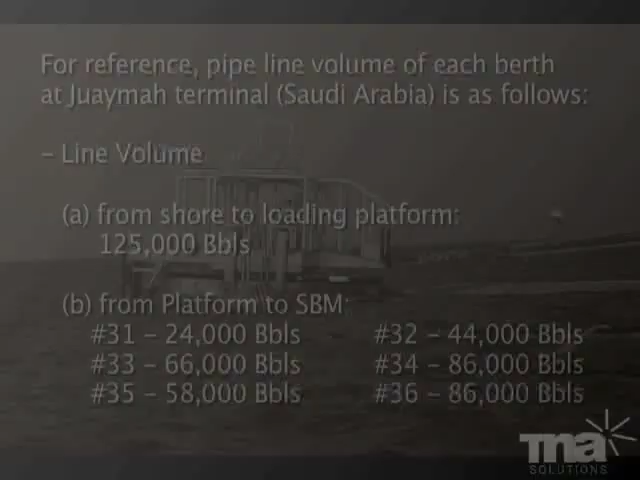 For reference, pipe line volume of each berth
at Juaymah terminal (Saudi Arabia) is as follows:
– Line Volume
(a) from shore to loading platform:
125,000 Bbls
(b) from Platform to SBM:
#31 – 24,000 Bbls #32 – 44,000 Bbls
#33 – 66,000 Bbls #34 – 86,000 Bbls
#35 – 58,000 Bbls #36 – 86,000 Bbls
tna
SOLUTIONS